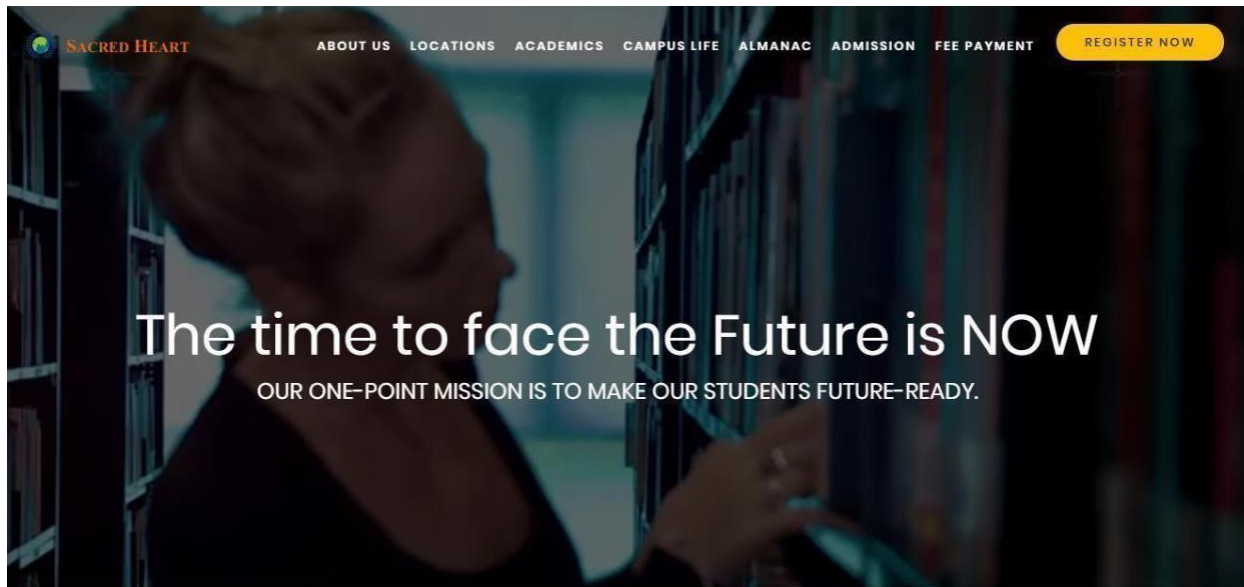 SACRED HEART
ABOUT US LOCATIONS ACADEMICS CAMPUS LIFE ALMANAC ADMISSION FEE PAYMENT REGISTER NOW
The time to face the Future is NOW
OUR ONE-POINT MISSION IS TO MAKE OUR STUDENTS FUTURE-READY.